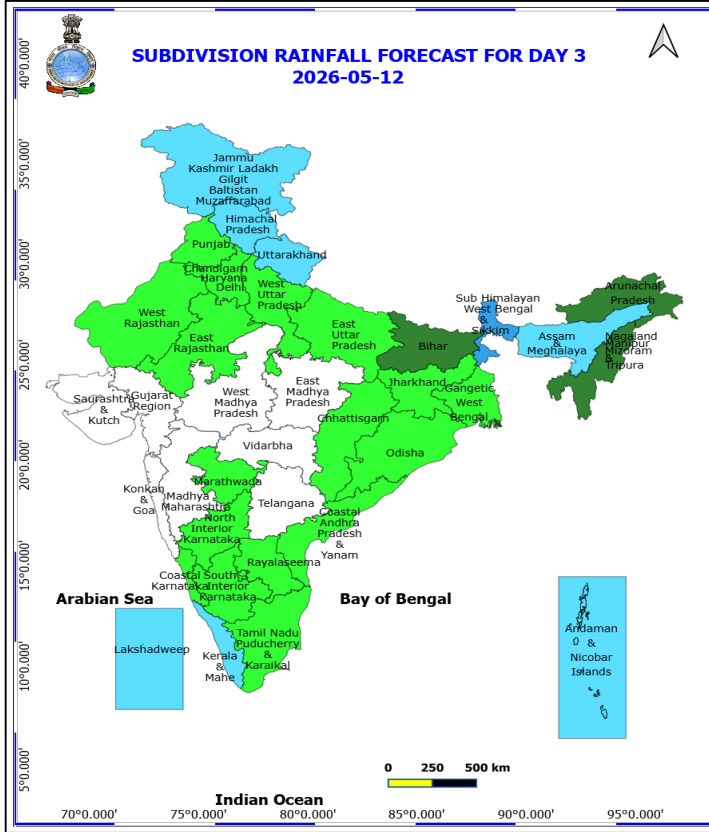 SUBDIVISION RAINFALL FORECAST FOR DAY 3
2026-05-12
40°0.000'
35°0.000'
30°0.000'
25°0.000'
20°0.000'
15°0.000'
10°0.000'
5°0.000'
Jammu
Kashmir Ladakh
Gilgit
Baltistan
Muzaffarabad
Himachal
Pradesh
Uttarakhand
Punjab
Chandigarh
Haryana
Delhi
West
Uttar
Pradesh
West
Rajasthan
East
Rajasthan
East
Uttar
Pradesh
Bihar
Sub Himalayan
West Bengal
&
Sikkim
Arunachal
Pradesh
Assam
&
Meghalaya
Nagaland
Manipur
Mizoram
&
Tripura
Saurashtra
&
Kutch
Gujarat
Region
West
Madhya
Pradesh
East
Madhya
Pradesh
Jharkhand
Gangetic
West
Bengal
Chhattisgarh
Odisha
Vidarbha
Konkan
&
Goa
Madhya
Maharashtra
Marathwada
Telangana
North
Interior
Karnataka
Coastal
Andhra
Pradesh
&
Yanam
Rayalaseema
Coastal
Karnataka
South
Interior
Karnataka
Arabian Sea
Bay of Bengal
Lakshadweep
Kerala
&
Mahe
Tamil Nadu
Puducherry
&
Karaikal
Andaman
&
Nicobar
Islands
0 250 500 km
Indian Ocean
70°0.000' 75°0.000' 80°0.000' 85°0.000' 90°0.000' 95°0.000'